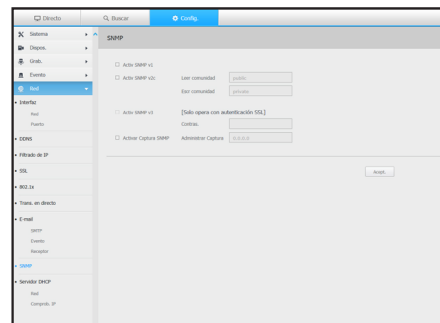 Directo
Buscar
Config.
Sistema
Dispos.
Grab.
Evento
Red
Interfaz
Red
Puerto
DDNS
Filtrado de IP
SSL
802.1x
Trans. en directo
E-mail
SMTP
Evento
Receptor
SNMP
Servidor DHCP
Red
Comprob. IP
SNMP
Activ SNMP v1
Activ SNMP v2c
Leer comunidad
public
Escr comunidad
private
Activ SNMP v3
[Solo opera con autenticación SSL]
Contras.
Activar Captura SNMP
Administrar Captura
0.0.0.0
Acept.